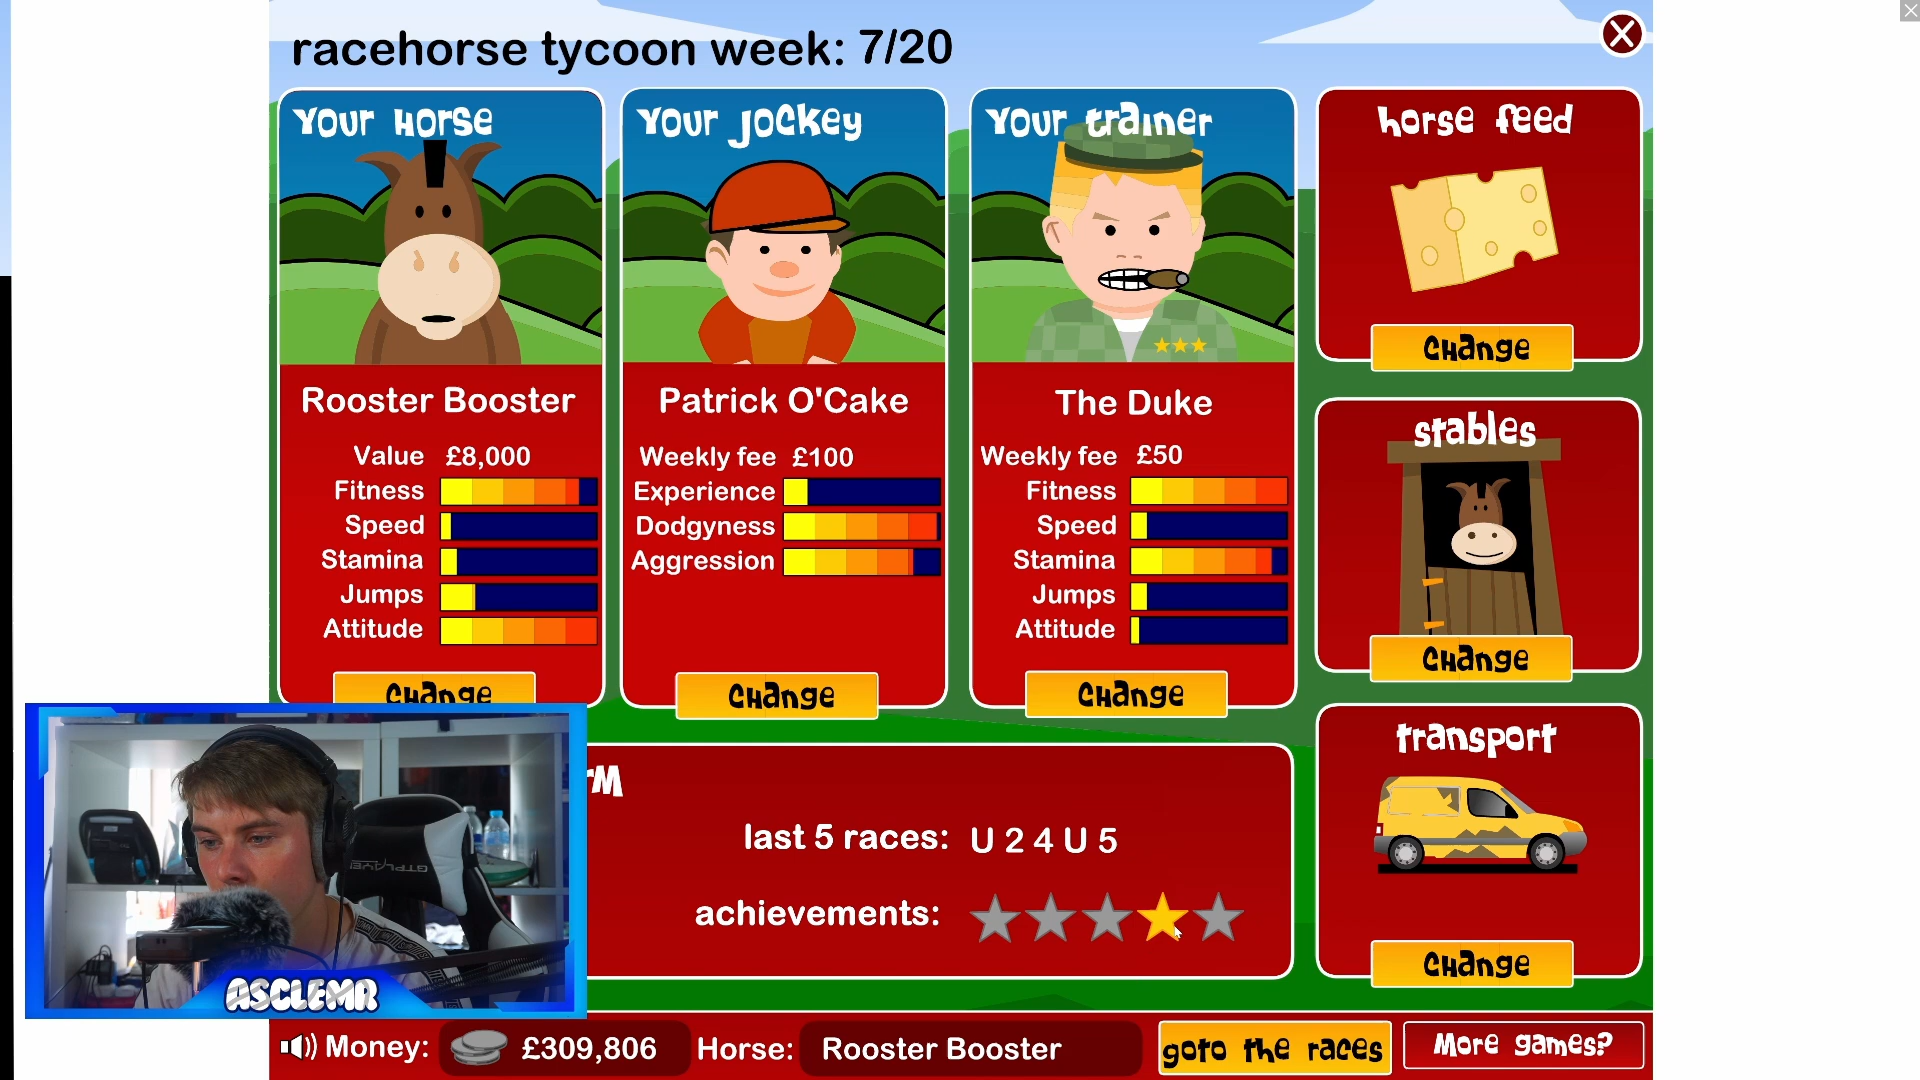 racehorse tycoon week: 7/20
Your Horse
Rooster Booster
Value £8,000
Fitness
Speed
Stamina
Jumps
Attitude
Change
Your Jockey
Patrick O'Cake
Weekly fee £100
Experience
Dodgyness
Aggression
Change
Your trainer
The Duke
Weekly fee £50
Fitness
Speed
Stamina
Jumps
Attitude
Change
horse feed
Change
stables
Change
transport
Change
last 5 races: U 2 4 U 5
achievements:
ASCLEMR
Money: £309,806
Horse: Rooster Booster
goto the races
More games?